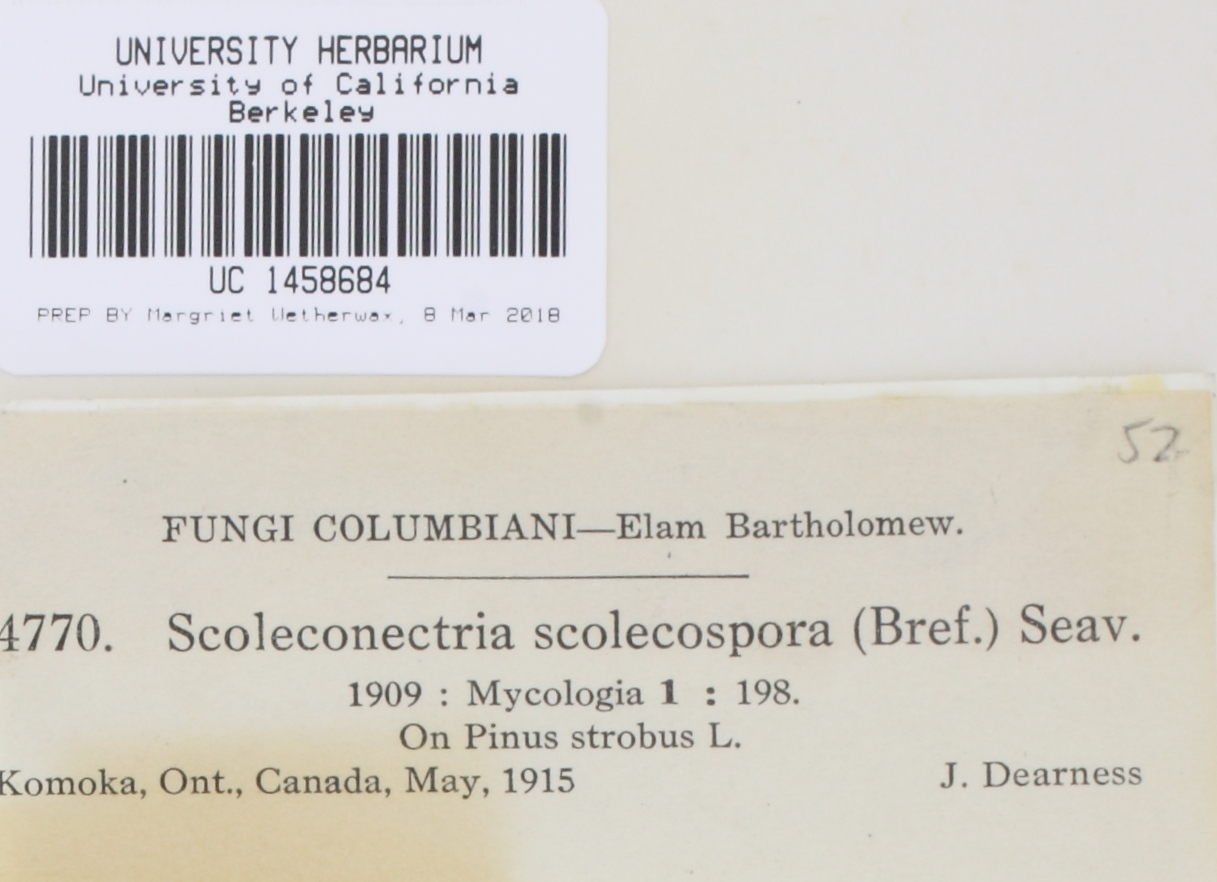 UNIVERSITY HERBARIUM
University of California
Berkeley
UC 1458684
PREP BY Margriet Wetherwax, 8 Mar 2018
52
FUNGI COLUMBIANI—Elam Bartholomew.
4770. Scoleconectria scolecospora (Bref.) Seav.
1909 : Mycologia 1 : 198.
On Pinus strobus L.
Komoka, Ont., Canada, May, 1915 J. Dearness